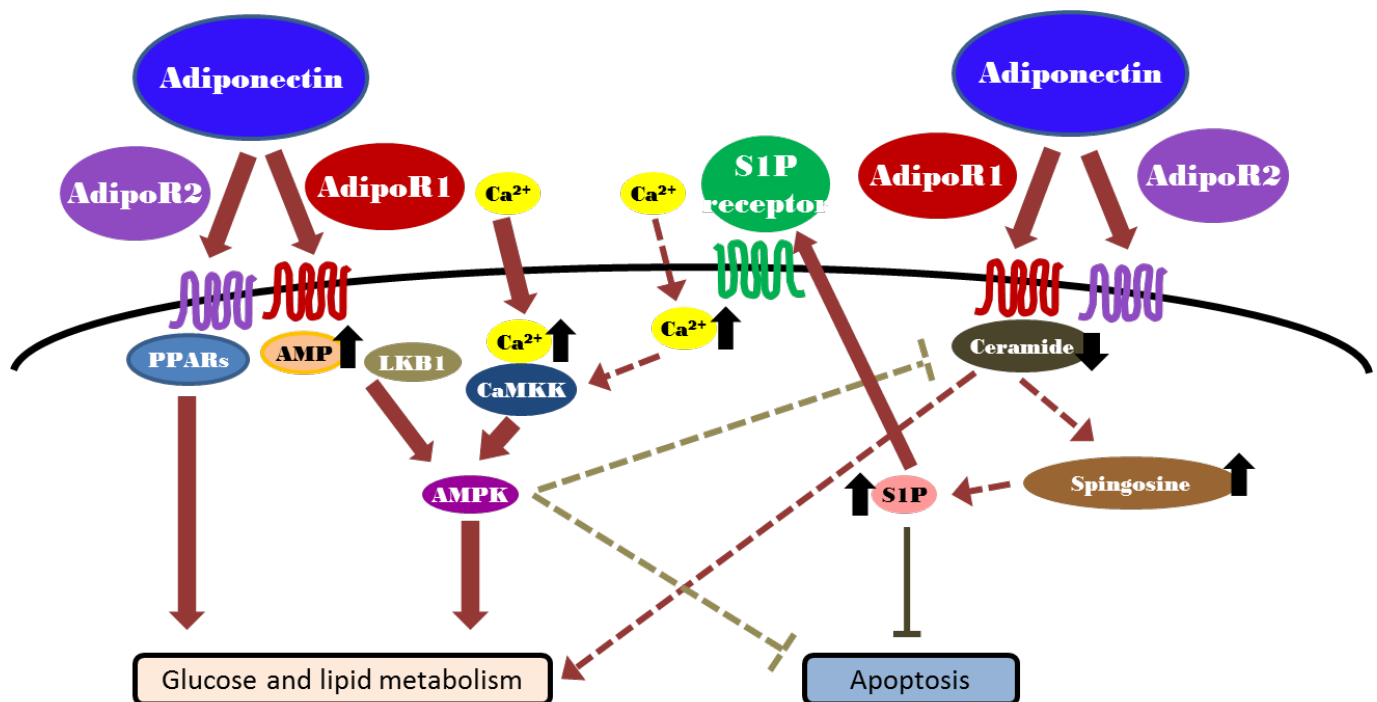 Adiponectin
Adiponectin
AdipoR2
AdipoR1
Ca²⁺
Ca²⁺
S1P
receptor
AdipoR1
AdipoR2
PPARs
AMP
LKB1
Ca²⁺
CaMKK
Ca²⁺
Ceramide
AMPK
S1P
Spingosine
Glucose and lipid metabolism
Apoptosis